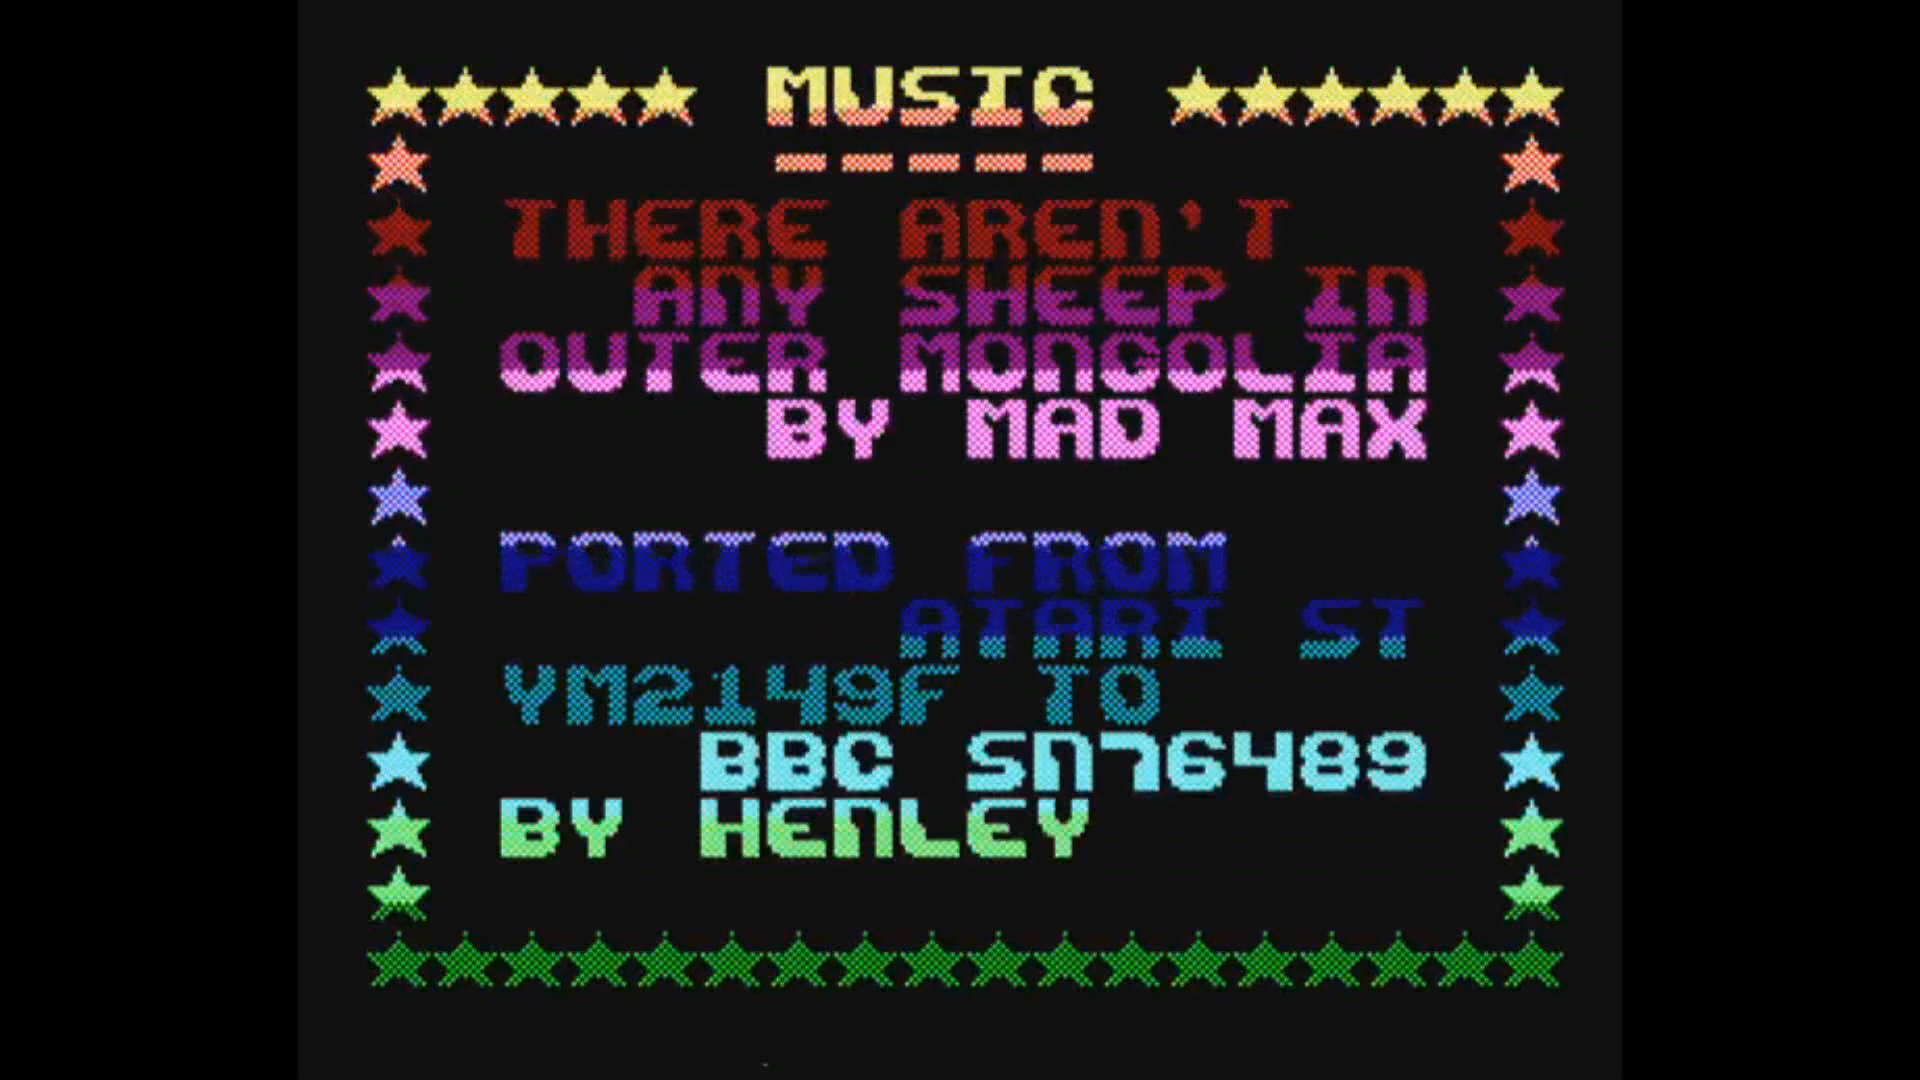 MUSIC
-----
THERE AREN'T
ANY SHEEP IN
OUTER MONGOLIA
BY MAD MAX
PORTED FROM
ATARI ST
YM2149F TO
BBC SN76489
BY HENLEY